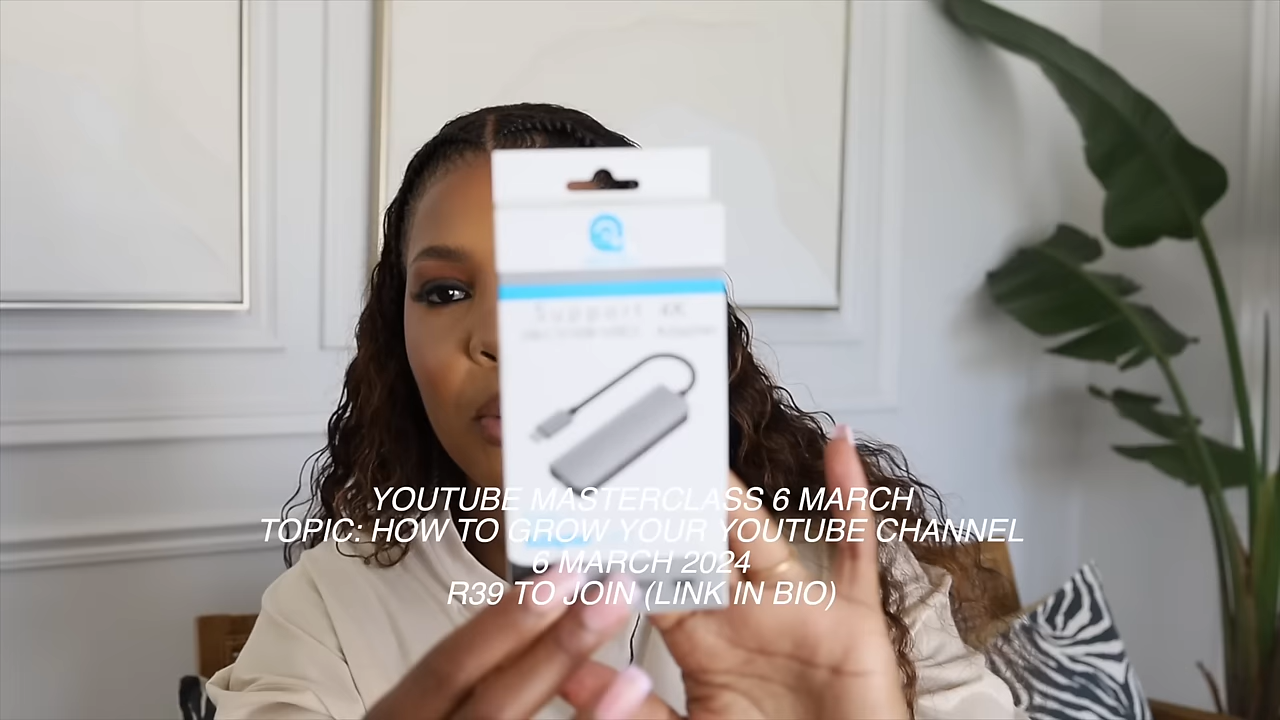 Support 4K
YOUTUBE MASTERCLASS 6 MARCH
TOPIC: HOW TO GROW YOUR YOUTUBE CHANNEL
6 MARCH 2024
R39 TO JOIN (LINK IN BIO)